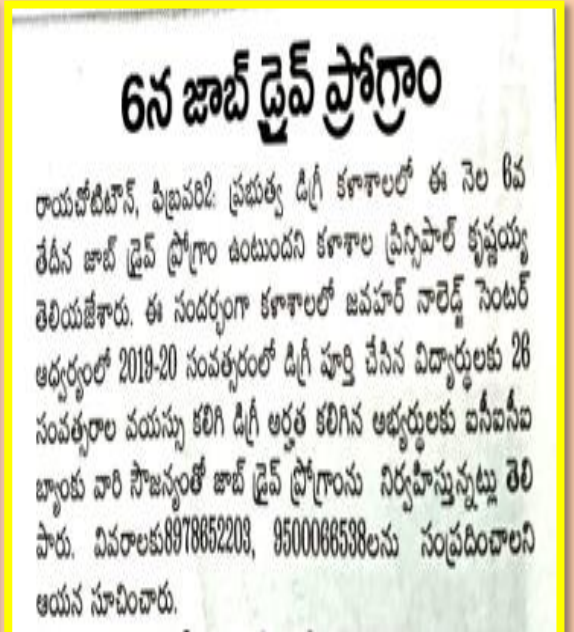 6న జాబ్ డ్రైవ్ ప్రోగ్రాం
రాయచోటిటౌన్, ఫిబ్రవరి2: ప్రభుత్వ డిగ్రీ కళాశాలలో ఈ నెల 6వ
తేదీన జాబ్ డ్రైవ్ ప్రోగ్రాం ఉంటుందని కళాశాల ప్రిన్సిపాల్ కృష్ణయ్య
తెలియజేశారు. ఈ సందర్భంగా కళాశాలలో జవహర్ నాలెడ్జ్ సెంటర్
ఆధ్వర్యంలో 2019-20 సంవత్సరంలో డిగ్రీ పూర్తి చేసిన విద్యార్థులకు 26
సంవత్సరాల వయస్సు కలిగి డిగ్రీ అర్హత కలిగిన అభ్యర్థులకు ఐసీఐసీఐ
బ్యాంకు వారి సౌజన్యంతో జాబ్ డ్రైవ్ ప్రోగ్రాంను నిర్వహిస్తున్నట్లు తెలి
పారు. వివరాలకు8978652203, 9500066538లను సంప్రదించాలని
ఆయన సూచించారు.